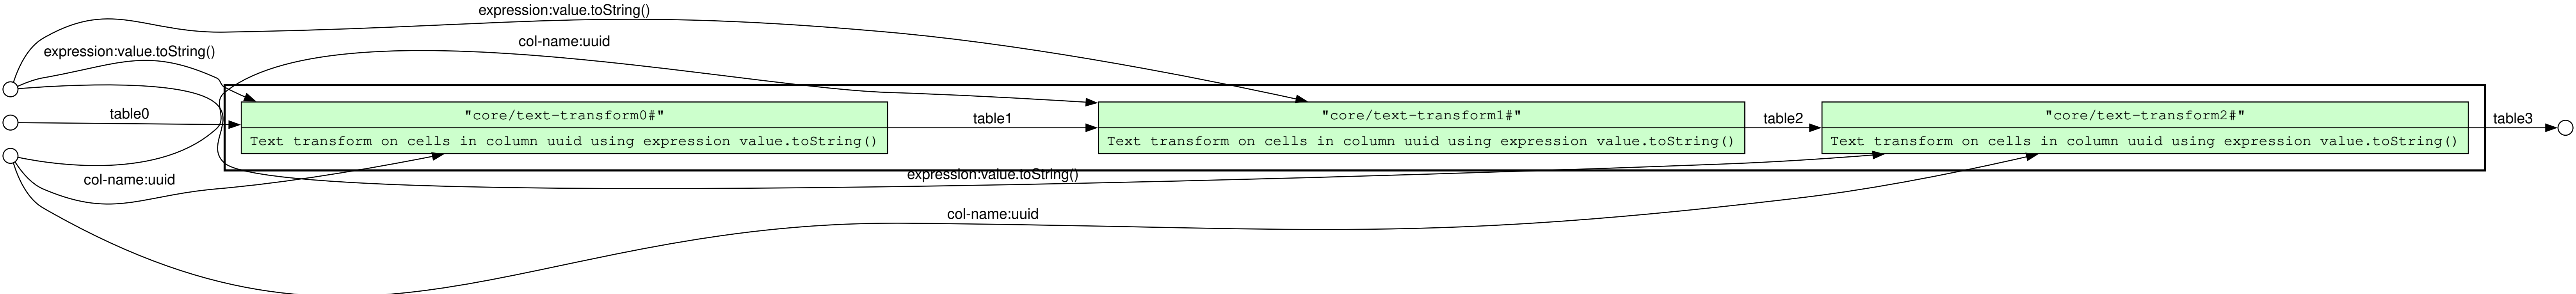 expression:value.toString()
col-name:uuid
expression:value.toString()
table0
"core/text-transform0#"
Text transform on cells in column uuid using expression value.toString()
table1
"core/text-transform1#"
Text transform on cells in column uuid using expression value.toString()
table2
"core/text-transform2#"
Text transform on cells in column uuid using expression value.toString()
table3
col-name:uuid
expression:value.toString()
col-name:uuid